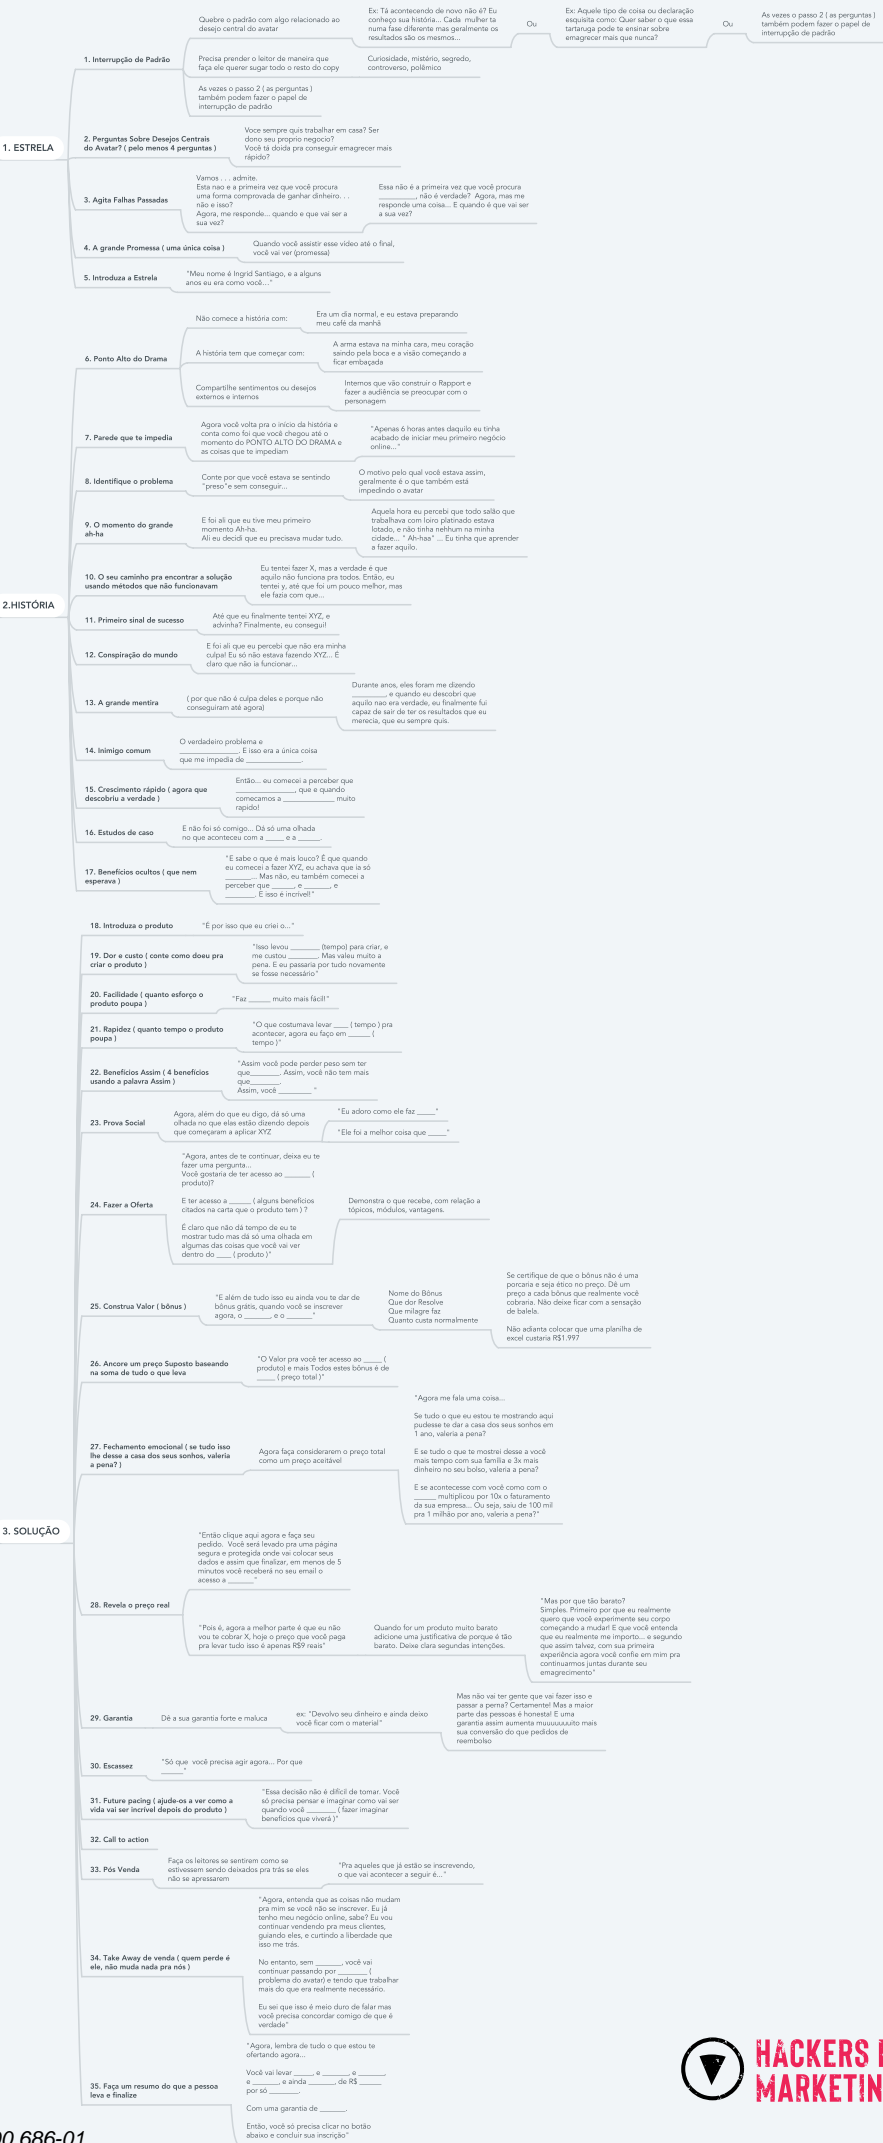 1. ESTRELA
1. Interrupção de Padrão
Quebre o padrão com algo relacionado ao
desejo central do avatar
Ex: Tá acontecendo de novo não é? Eu
conheço sua história... Cada mulher ta
numa fase diferente mas geralmente os
resultados são os mesmos...
Ou
Ex: Aquele tipo de coisa ou declaração
esquisita como: Quer saber o que essa
tartaruga pode te ensinar sobre
emagrecer mais que nunca?
Ou
As vezes o passo 2 ( as perguntas )
também podem fazer o papel de
interrupção de padrão
Precisa prender o leitor de maneira que
faça ele querer sugar todo o resto do copy
Curiosidade, mistério, segredo,
controverso, polêmico
As vezes o passo 2 ( as perguntas )
também podem fazer o papel de
interrupção de padrão
2. Perguntas Sobre Desejos Centrais
do Avatar? ( pelo menos 4 perguntas )
Voce sempre quis trabalhar em casa? Ser
dono seu proprio negocio?
Você tá doida pra conseguir emagrecer mais
rápido?
3. Agita Falhas Passadas
Vamos . . . admite.
Esta nao e a primeira vez que você procura
uma forma comprovada de ganhar dinheiro. . .
não e isso?
Agora, me responde... quando e que vai ser a
sua vez?
Essa não é a primeira vez que você procura
_________, não é verdade? Agora, mas me
responde uma coisa... E quando é que vai ser
a sua vez?
4. A grande Promessa ( uma única coisa )
Quando você assistir esse vídeo até o final,
você vai ver (promessa)
5. Introduza a Estrela
"Meu nome é Ingrid Santiago, e a alguns
anos eu era como você..."
2.HISTÓRIA
6. Ponto Alto do Drama
Não comece a história com:
Era um dia normal, e eu estava preparando
meu café da manhã
A história tem que começar com:
A arma estava na minha cara, meu coração
saindo pela boca e a visão começando a
ficar embaçada
Compartilhe sentimentos ou desejos
externos e internos
Internos que vão construir o Rapport e
fazer a audiência se preocupar com o
personagem
7. Parede que te impedia
Agora você volta pra o início da história e
conta como foi que você chegou até o
momento do PONTO ALTO DO DRAMA e
as coisas que te impediam
"Apenas 6 horas antes daquilo eu tinha
acabado de iniciar meu primeiro negócio
online..."
8. Identifique o problema
Conte por que você estava se sentindo
"preso"e sem conseguir...
O motivo pelo qual você estava assim,
geralmente é o que também está
impedindo o avatar
9. O momento do grande
ah-ha
E foi ali que eu tive meu primeiro
momento Ah-ha.
Ali eu decidi que eu precisava mudar tudo.
Aquela hora eu percebi que todo salão que
trabalhava com loiro platinado estava
lotado, e não tinha nehhum na minha
cidade... " Ah-haa" ... Eu tinha que aprender
a fazer aquilo.
10. O seu caminho pra encontrar a solução
usando métodos que não funcionavam
Eu tentei fazer X, mas a verdade é que
aquilo não funciona pra todos. Então, eu
tentei y, até que foi um pouco melhor, mas
ele fazia com que...
11. Primeiro sinal de sucesso
Até que eu finalmente tentei XYZ, e
advinha? Finalmente, eu consegui!
12. Conspiração do mundo
E foi ali que eu percebi que não era minha
culpa! Eu só não estava fazendo XYZ... É
claro que não ia funcionar...
13. A grande mentira
( por que não é culpa deles e porque não
conseguiram até agora)
Durante anos, eles foram me dizendo
_________, e quando eu descobri que
aquilo nao era verdade, eu finalmente fui
capaz de sair de ter os resultados que eu
merecia, que eu sempre quis.
14. Inimigo comum
O verdadeiro problema e
________________. E isso era a única coisa
que me impedia de _______________.
15. Crescimento rápido ( agora que
descobriu a verdade )
Então... eu comecei a perceber que
________________, que e quando
comecamos a ______________ muito
rapido!
16. Estudos de caso
E não foi só comigo... Dá só uma olhada
no que aconteceu com a _____ e a ______.
17. Benefícios ocultos ( que nem
esperava )
"E sabe o que é mais louco? É que quando
eu comecei a fazer XYZ, eu achava que ia só
_______... Mas não, eu também comecei a
perceber que _______, e _______, e
________. E isso é incrível!"
3. SOLUÇÃO
18. Introduza o produto
"É por isso que eu criei o..."
19. Dor e custo ( conte como doeu pra
criar o produto )
"Isso levou ________ (tempo) para criar, e
me custou ________. Mas valeu muito a
pena. E eu passaria por tudo novamente
se fosse necessário"
20. Facilidade ( quanto esforço o
produto poupa )
"Faz ______ muito mais fácil!"
21. Rapidez ( quanto tempo o produto
poupa )
"O que costumava levar ____ ( tempo ) pra
acontecer, agora eu faço em ______ (
tempo )"
22. Benefícios Assim ( 4 benefícios
usando a palavra Assim )
"Assim você pode perder peso sem ter
que________. Assim, você não tem mais
que________.
Assim, você _________ "
23. Prova Social
Agora, além do que eu digo, dá só uma
olhada no que elas estão dizendo depois
que começaram a aplicar XYZ
"Eu adoro como ele faz _____"
"Ele foi a melhor coisa que _____"
24. Fazer a Oferta
"Agora, antes de te continuar, deixa eu te
fazer uma pergunta...
Você gostaria de ter acesso ao _______ (
produto)?
E ter acesso a ______ ( alguns benefícios
citados na carta que o produto tem ) ?
É claro que não dá tempo de eu te
mostrar tudo mas dá só uma olhada em
algumas das coisas que você vai ver
dentro do ____ ( produto )"
Demonstra o que recebe, com relação a
tópicos, módulos, vantagens.
25. Construa Valor ( bônus )
"E além de tudo isso eu ainda vou te dar de
bônus grátis, quando você se inscrever
agora, o _______, e o _______"
Nome do Bônus
Que dor Resolve
Que milagre faz
Quanto custa normalmente
Se certifique de que o bônus não é uma
porcaria e seja ético no preço. Dê um
preço a cada bônus que realmente você
cobraria. Não deixe ficar com a sensação
de balela.
Não adianta colocar que uma planilha de
excel custaria R$1.997
26. Ancore um preço Suposto baseando
na soma de tudo o que leva
"O Valor pra você ter acesso ao _____ (
produto) e mais Todos estes bônus é de
_____ ( preço total )"
27. Fechamento emocional ( se tudo isso
lhe desse a casa dos seus sonhos, valeria
a pena? )
Agora faça considerarem o preço total
como um preço aceitável
"Agora me fala uma coisa...
Se tudo o que eu estou te mostrando aqui
pudesse te dar a casa dos seus sonhos em
1 ano, valeria a pena?
E se tudo o que te mostrei desse a você
mais tempo com sua família e 3x mais
dinheiro no seu bolso, valeria a pena?
E se acontecesse com você como com o
______ multiplicou por 10x o faturamento
da sua empresa... Ou seja, saiu de 100 mil
pra 1 milhão por ano, valeria a pena?"
28. Revela o preço real
"Então clique aqui agora e faça seu
pedido. Você será levado pra uma página
segura e protegida onde vai colocar seus
dados e assim que finalizar, em menos de 5
minutos você receberá no seu email o
acesso a _______"
"Pois é, agora a melhor parte é que eu não
vou te cobrar X, hoje o preço que você paga
pra levar tudo isso é apenas R$9 reais"
Quando for um produto muito barato
adicione uma justificativa de porque é tão
barato. Deixe clara segundas intenções.
"Mas por que tão barato?
Simples. Primeiro por que eu realmente
quero que você experimente seu corpo
começando a mudar! E que você entenda
que eu realmente me importo... e segundo
que assim talvez, com sua primeira
experiência agora você confie em mim pra
continuarmos juntas durante seu
emagrecimento"
29. Garantia
Dê a sua garantia forte e maluca
ex: "Devolvo seu dinheiro e ainda deixo
você ficar com o material"
Mas não vai ter gente que vai fazer isso e
passar a perna? Certamente! Mas a maior
parte das pessoas é honesta! E uma
garantia assim aumenta muuuuuuuito mais
sua conversão do que pedidos de
reembolso
30. Escassez
"Só que você precisa agir agora... Por que
______"
31. Future pacing ( ajude-os a ver como a
vida vai ser incrível depois do produto )
"Essa decisão não é difícil de tomar. Você
só precisa pensar e imaginar como vai ser
quando você ________ ( fazer imaginar
benefícios que viverá )"
32. Call to action
33. Pós Venda
Faça os leitores se sentirem como se
estivessem sendo deixados pra trás se eles
não se apressarem
"Pra aqueles que já estão se inscrevendo,
o que vai acontecer a seguir é..."
34. Take Away de venda ( quem perde é
ele, não muda nada pra nós )
"Agora, entenda que as coisas não mudam
pra mim se você não se inscrever. Eu já
tenho meu negócio online, sabe? Eu vou
continuar vendendo pra meus clientes,
guiando eles, e curtindo a liberdade que
isso me trás.
No entanto, sem _______, você vai
continuar passando por ________ (
problema do avatar) e tendo que trabalhar
mais do que era realmente necessário.
Eu sei que isso é meio duro de falar mas
você precisa concordar comigo de que é
verdade"
35. Faça um resumo do que a pessoa
leva e finalize
"Agora, lembra de tudo o que estou te
ofertando agora...
Você vai levar _____, e _______, e _______,
e _______, e ainda _______, de R$ ______
por só ________.
Com uma garantia de _______.
Então, você só precisa clicar no botão
abaixo e concluir sua inscrição"
HACKERS
MARKETIN
00.686-01